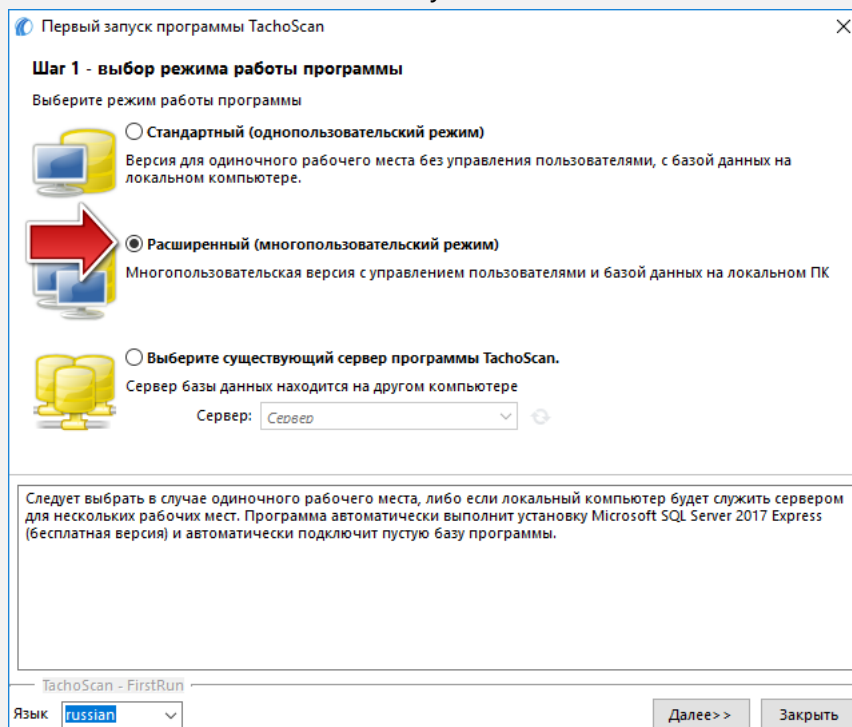 Первый запуск программы TachoScan
Шаг 1 - выбор режима работы программы
Выберите режим работы программы
Стандартный (однопользовательский режим)
Версия для одиночного рабочего места без управления пользователями, с базой данных на
локальном компьютере.
Расширенный (многопользовательский режим)
Многопользовательская версия с управлением пользователями и базой данных на локальном ПК
Выберите существующий сервер программы TachoScan.
Сервер базы данных находится на другом компьютере
Сервер: Сервер
Следует выбрать в случае одиночного рабочего места, либо если локальный компьютер будет служить сервером
для нескольких рабочих мест. Программа автоматически выполнит установку Microsoft SQL Server 2017 Express
(бесплатная версия) и автоматически подключит пустую базу программы.
TachoScan - FirstRun
Язык russian Далее>> Закрыть